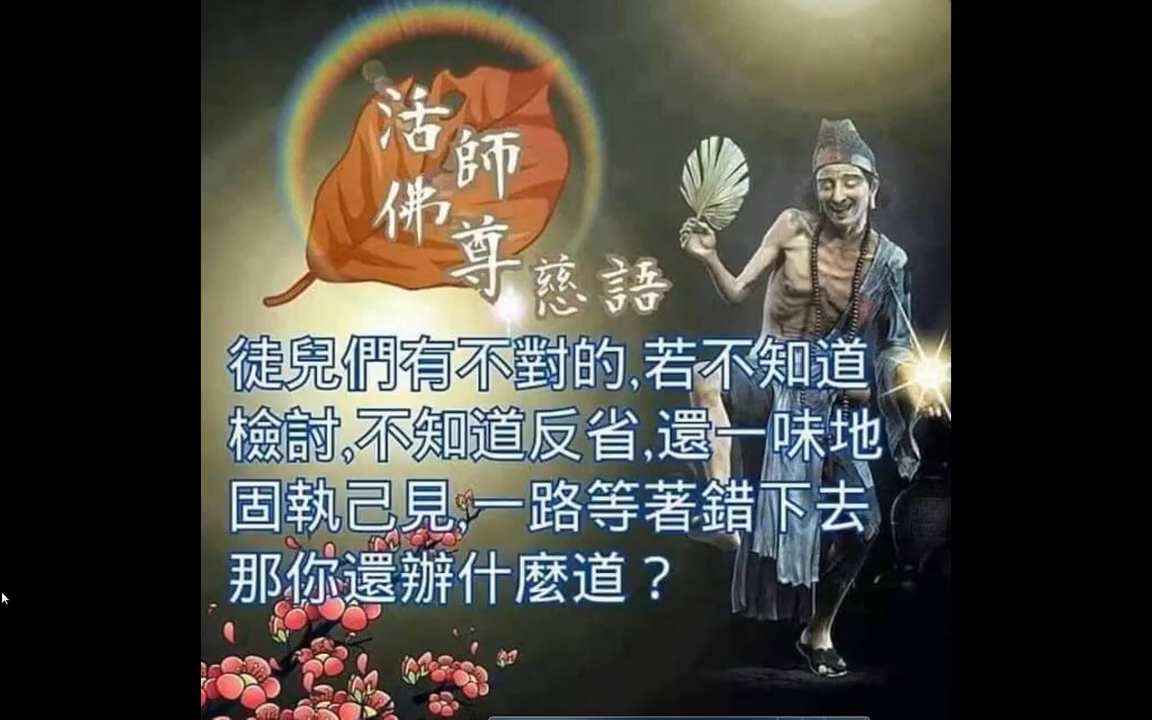 活佛師尊慈語
徒兒們有不對的,若不知道
檢討,不知道反省,還一味地
固執己見,一路等著錯下去
那你還辦什麼道？